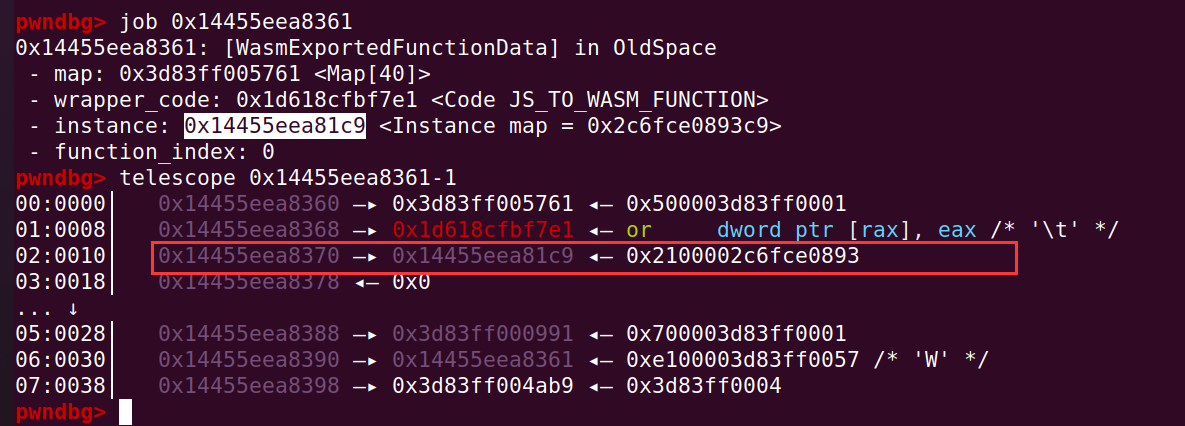 pwndbg> job 0x14455eea8361
0x14455eea8361: [WasmExportedFunctionData] in OldSpace
 - map: 0x3d83ff005761 <Map[40]>
 - wrapper_code: 0x1d618cfbf7e1 <Code JS_TO_WASM_FUNCTION>
 - instance: 0x14455eea81c9 <Instance map = 0x2c6fce0893c9>
 - function_index: 0
pwndbg> telescope 0x14455eea8361-1
00:0000│  0x14455eea8360 —▸ 0x3d83ff005761 ◂— 0x500003d83ff0001
01:0008│  0x14455eea8368 —▸ 0x1d618cfbf7e1 ◂— or     dword ptr [rax], eax /* '\t' */
02:0010│  0x14455eea8370 —▸ 0x14455eea81c9 ◂— 0x2100002c6fce0893
03:0018│  0x14455eea8378 ◂— 0x0
... ↓
05:0028│  0x14455eea8388 —▸ 0x3d83ff000991 ◂— 0x700003d83ff0001
06:0030│  0x14455eea8390 —▸ 0x14455eea8361 ◂— 0xe100003d83ff0057 /* 'W' */
07:0038│  0x14455eea8398 —▸ 0x3d83ff004ab9 ◂— 0x3d83ff0004
pwndbg>